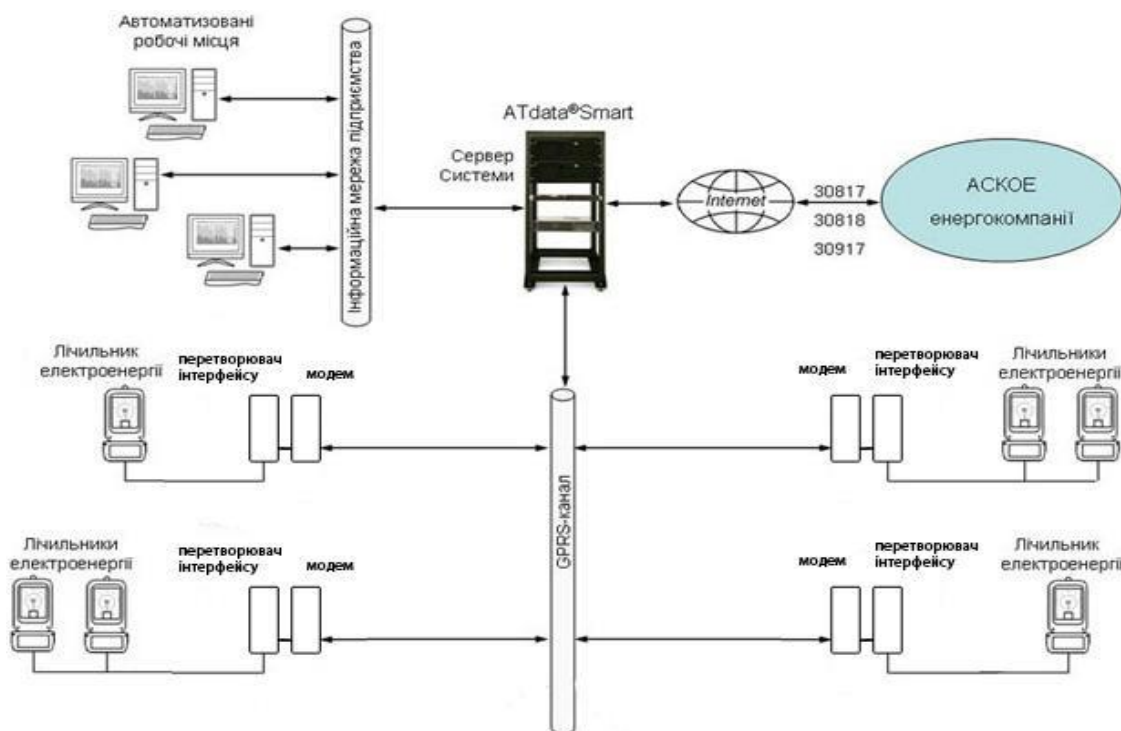 Автоматизовані
робочі місця
Інформаційна мережа підприємства
ATdata®Smart
Сервер
Системи
Internet
30817
30818
30917
АСКОЕ
енергокомпанії
Лічильник
електроенергії
перетворювач
інтерфейсу
модем
модем
перетворювач
інтерфейсу
Лічильники
електроенергії
GPRS-канал
Лічильники
електроенергії
перетворювач
інтерфейсу
модем
модем
перетворювач
інтерфейсу
Лічильник
електроенергії